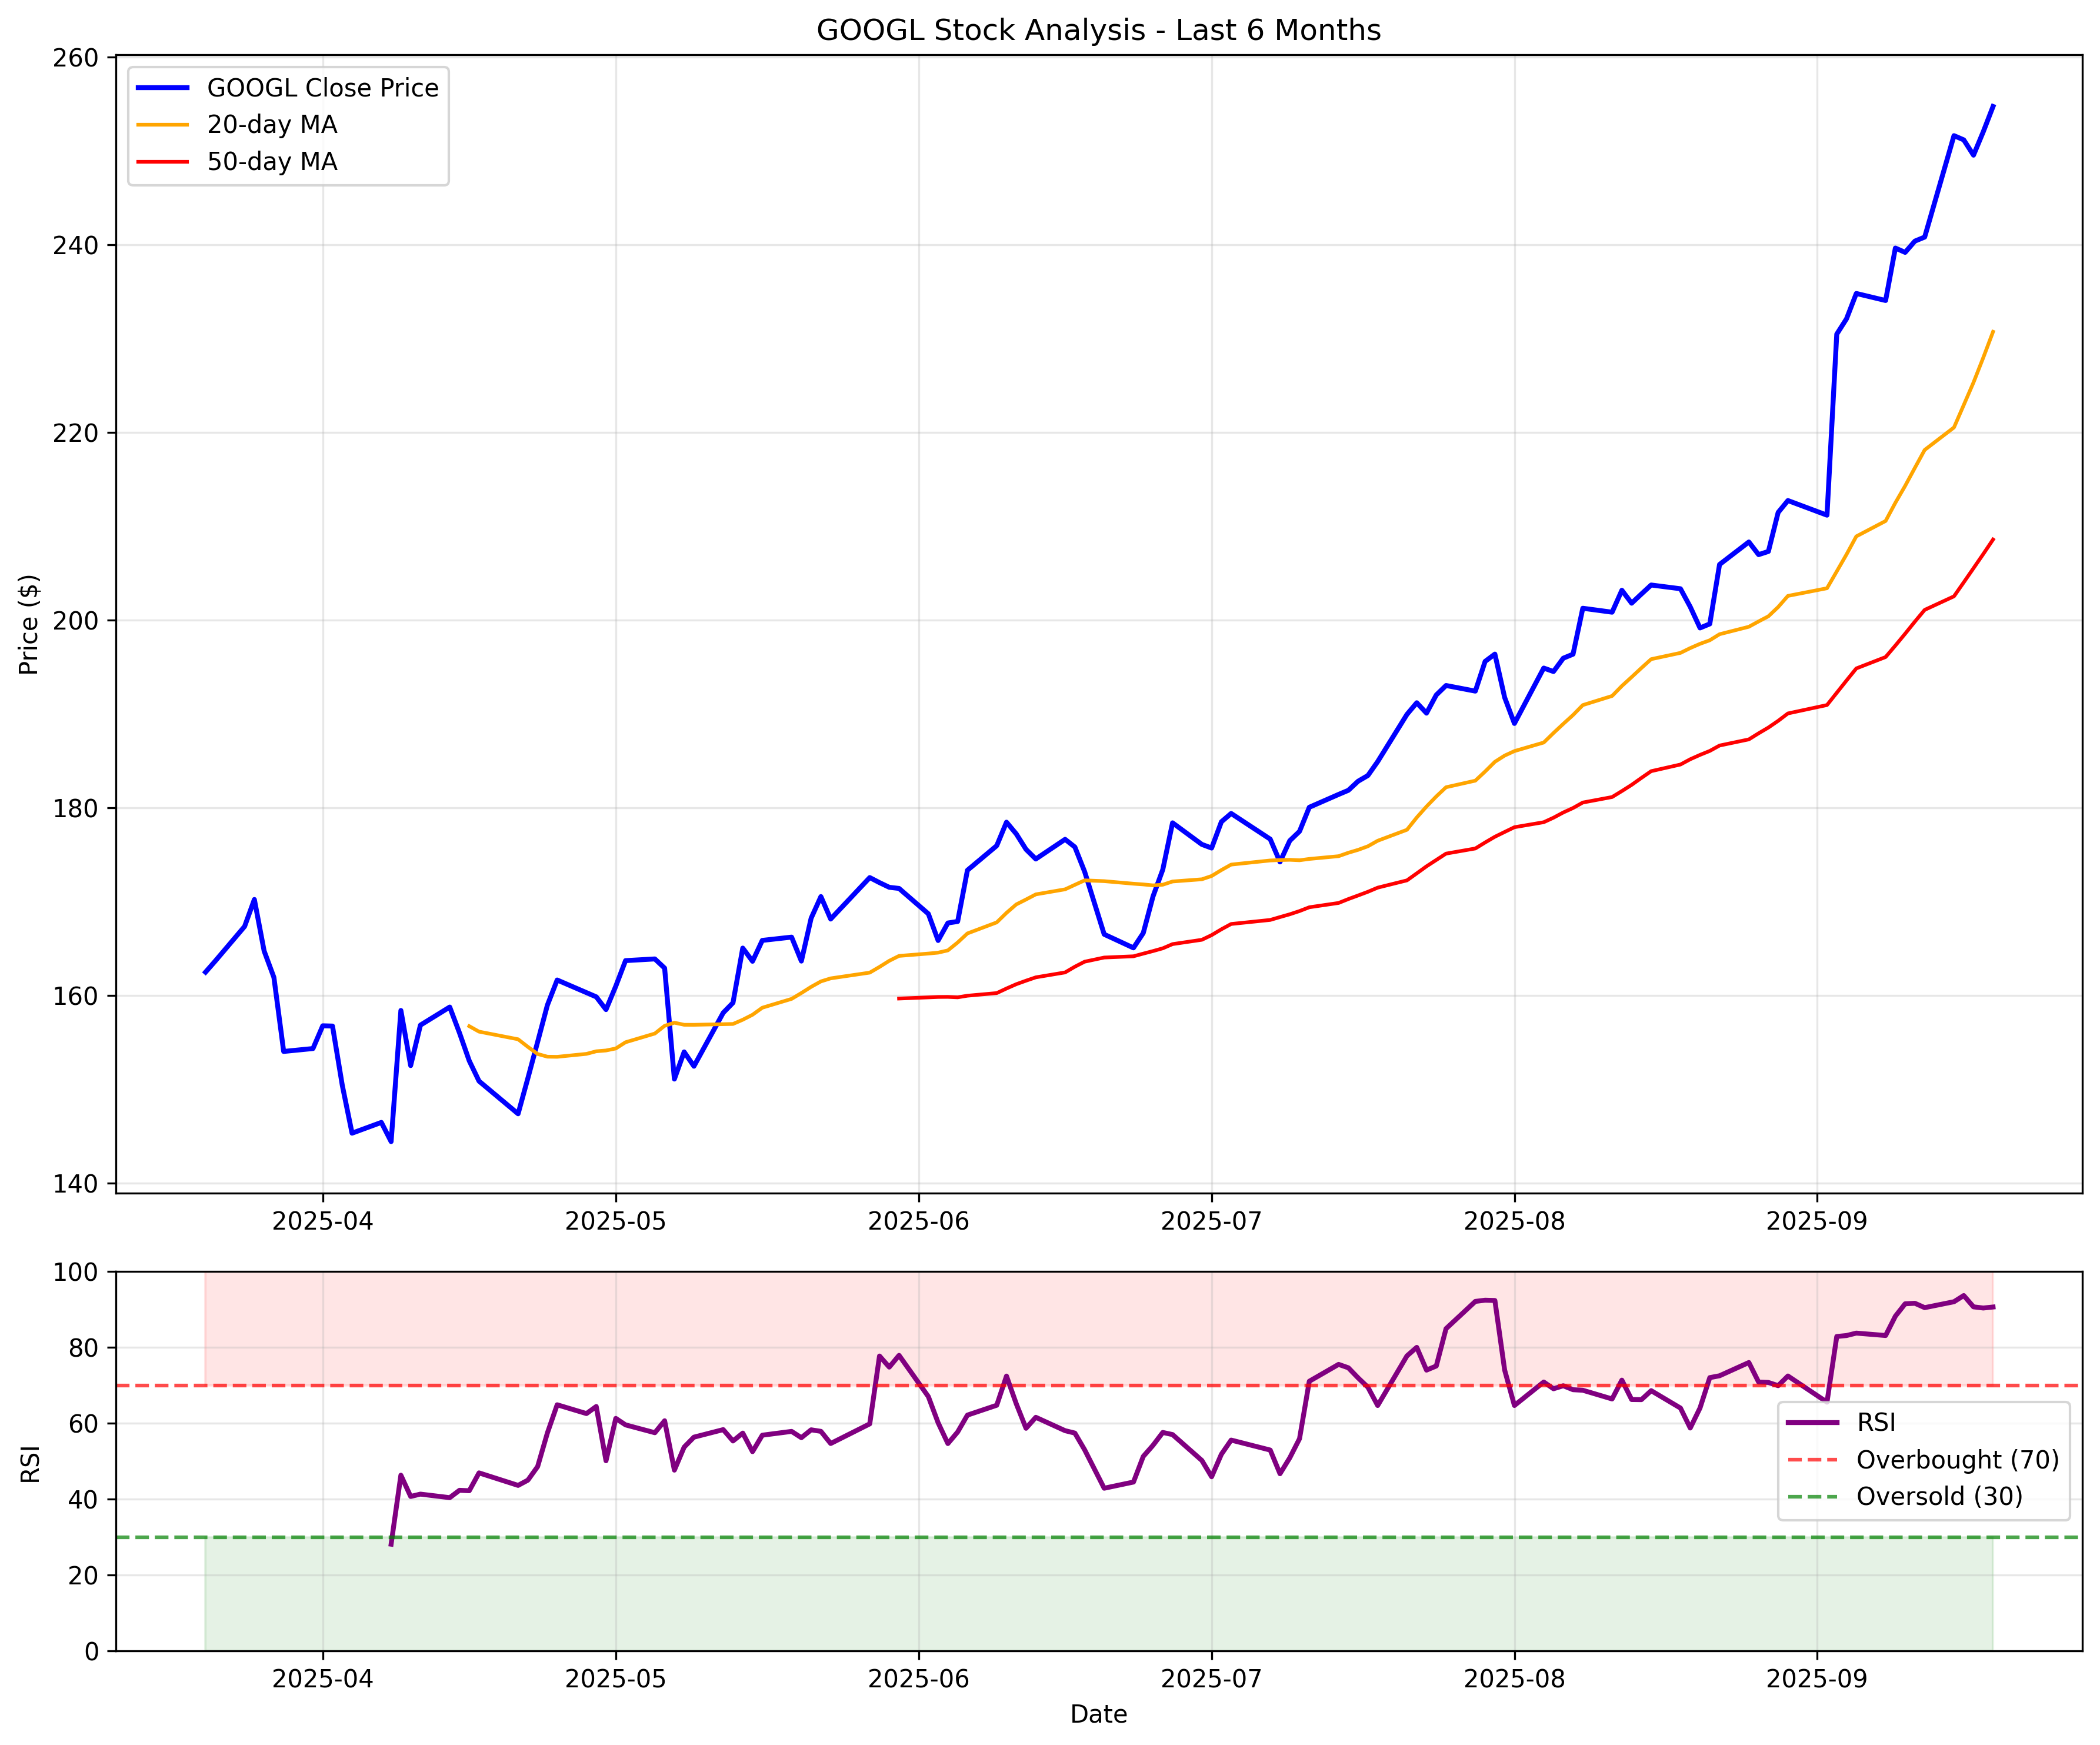 GOOGL Stock Analysis - Last 6 Months
260
240
220
200
180
160
140
Price ($)
GOOGL Close Price
20-day MA
50-day MA
2025-04
2025-05
2025-06
2025-07
2025-08
2025-09
100
80
60
40
20
0
RSI
RSI
Overbought (70)
Oversold (30)
2025-04
2025-05
2025-06
2025-07
2025-08
2025-09
Date